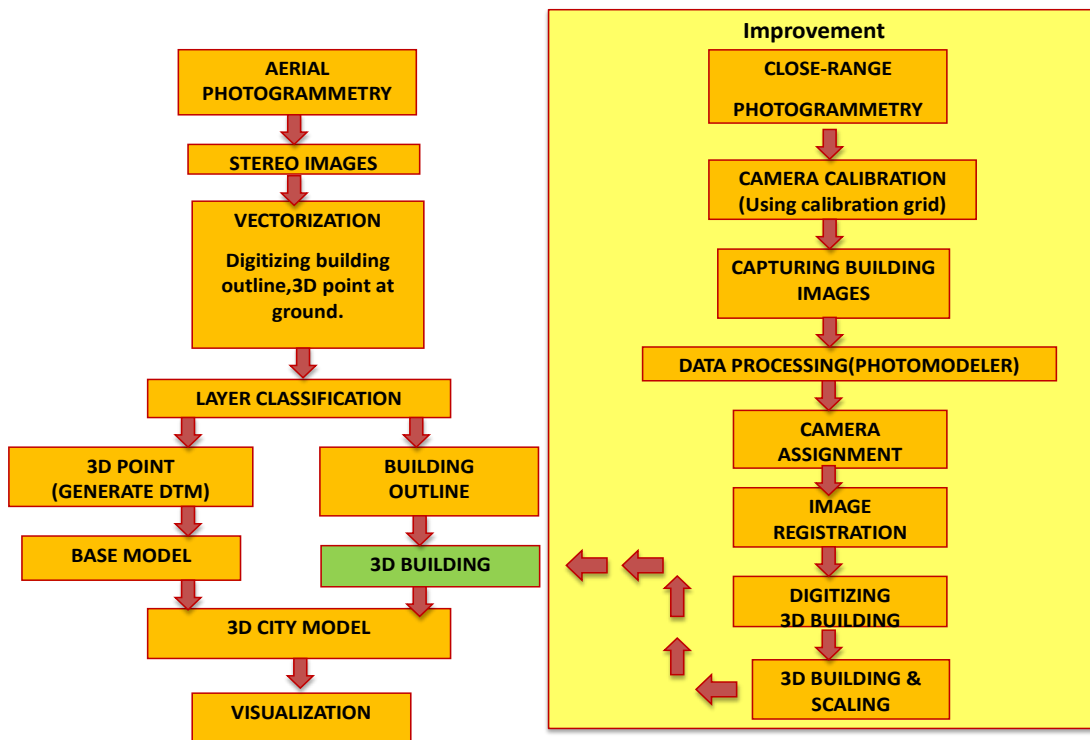 AERIAL
PHOTOGRAMMETRY
STEREO IMAGES
VECTORIZATION
Digitizing building
outline,3D point at
ground.
LAYER CLASSIFICATION
3D POINT
(GENERATE DTM)
BUILDING
OUTLINE
BASE MODEL
3D BUILDING
3D CITY MODEL
VISUALIZATION
Improvement
CLOSE-RANGE
PHOTOGRAMMETRY
CAMERA CALIBRATION
(Using calibration grid)
CAPTURING BUILDING
IMAGES
DATA PROCESSING(PHOTOMODELER)
CAMERA
ASSIGNMENT
IMAGE
REGISTRATION
DIGITIZING
3D BUILDING
3D BUILDING &
SCALING